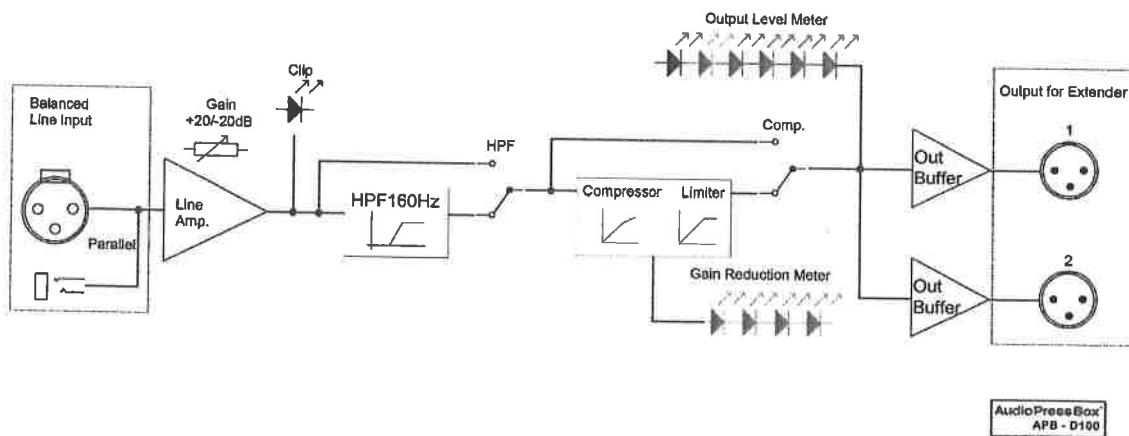 Output Level Meter
Clip
Balanced
Line Input
Gain
+20/-20dB
Output for Extender
HPF
Comp.
1
Line
Amp.
HPF160Hz
Compressor
Limiter
Out
Buffer
Parallel
Gain Reduction Meter
2
Out
Buffer
AudioPressBox
APB - D100